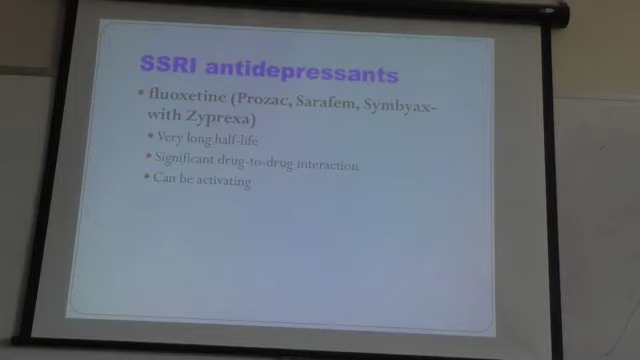 SSRI antidepressants
• fluoxetine (Prozac, Sarafem, Symbyax-
with Zyprexa)
• Very long half-life
• Significant drug-to-drug interaction
• Can be activating